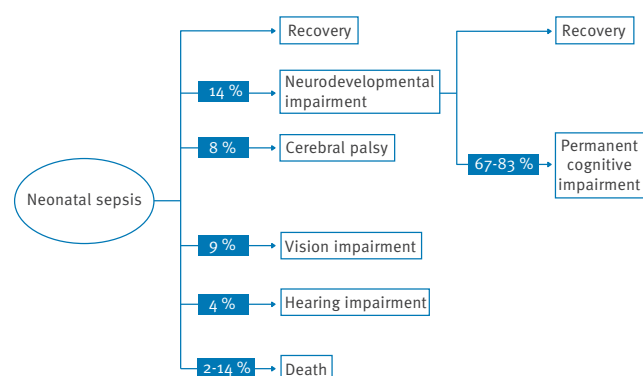 Recovery
Recovery
14 %
Neurodevelopmental
impairment
8 %
Cerebral palsy
67-83 %
Permanent
cognitive
impairment
Neonatal sepsis
9 %
Vision impairment
4 %
Hearing impairment
2-14 %
Death